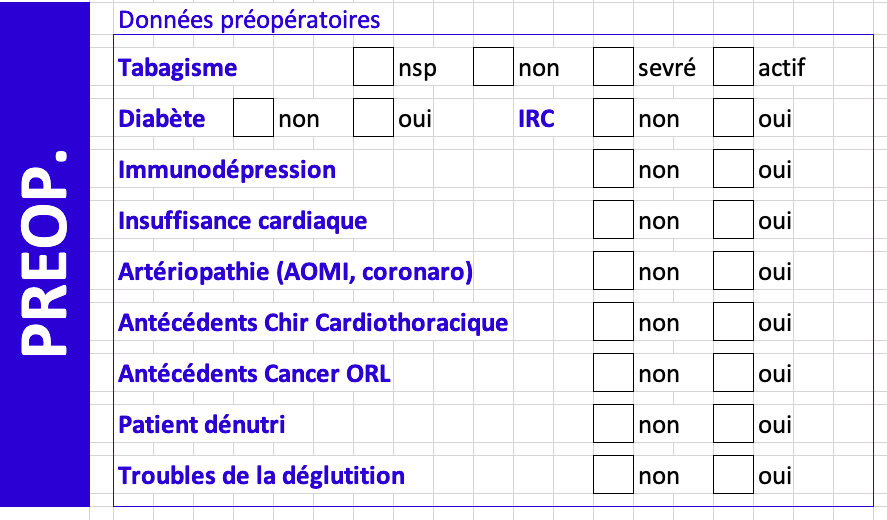 PREOP.
Données préopératoires
Tabagisme nsp non sevré actif
Diabète non oui IRC non oui
Immunodépression non oui
Insuffisance cardiaque non oui
Artériopathie (AOMI, coronaro) non oui
Antécédents Chir Cardiothoracique non oui
Antécédents Cancer ORL non oui
Patient dénutri non oui
Troubles de la déglutition non oui